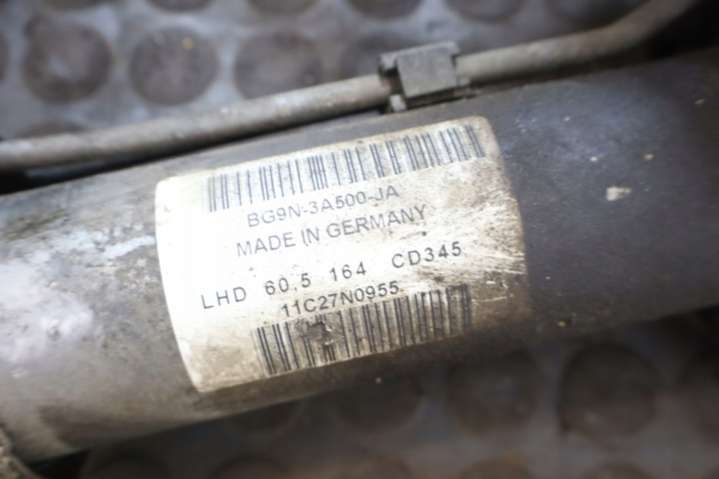 BG9N-3A500-JA
MADE IN GERMANY
LHD 60,5 164 CD345
11C27N0955